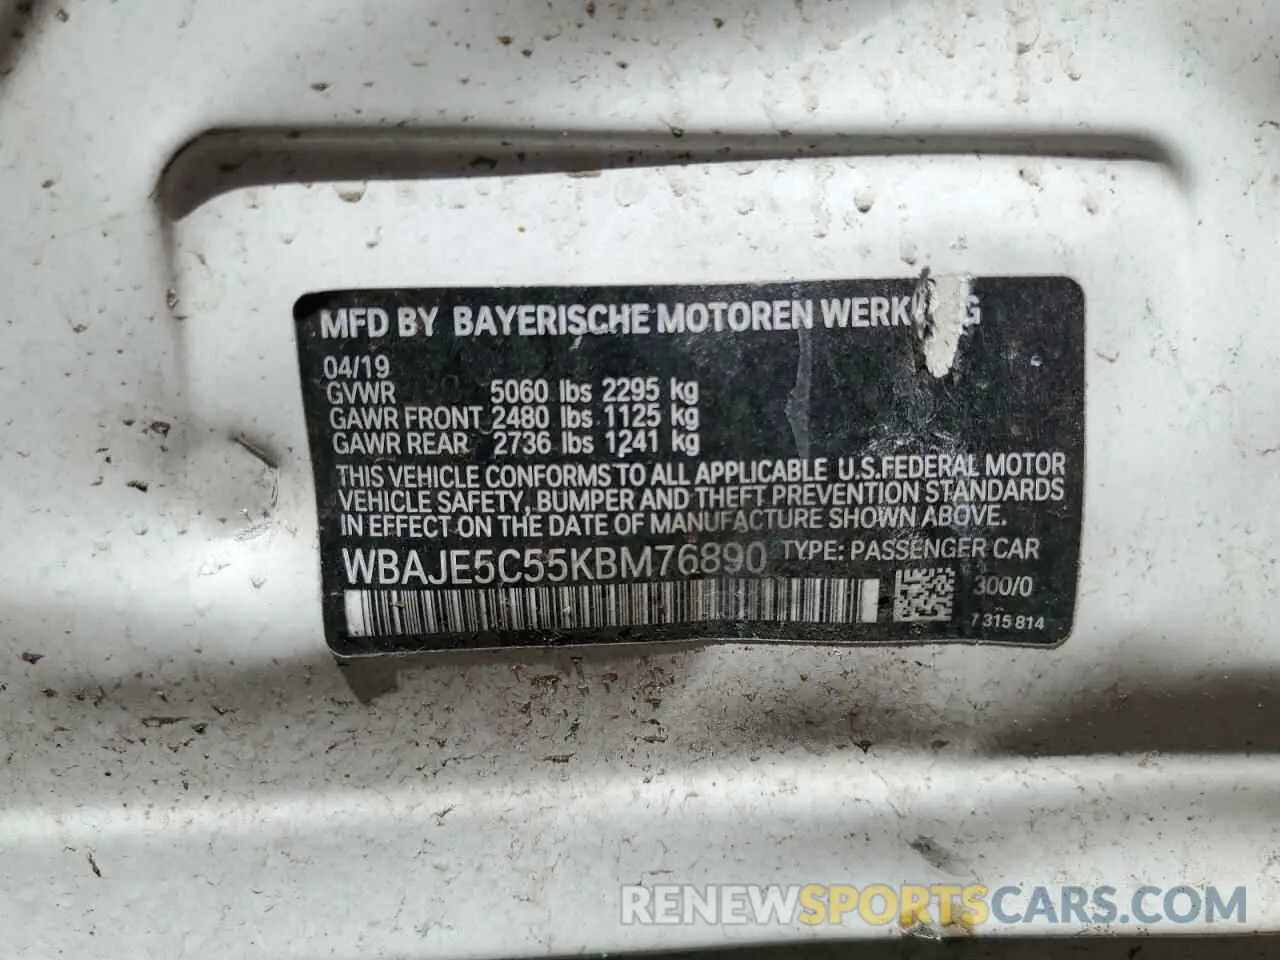 MFD BY BAYERISCHE MOTOREN
04/19
GVWR 5060 lbs 2295 kg
GAWR FRONT 2480 lbs 1125 kg
GAWR REAR 2736 lbs 1241 kg
THIS VEHICLE CONFORMS TO ALL APPLICABLE U.S.FEDERAL MOTOR
VEHICLE SAFETY, BUMPER AND THEFT PREVENTION STANDARDS
IN EFFECT ON THE DATE OF MANUFACTURE SHOWN ABOVE.
WBAJE5C55KBM76890 TYPE: PASSENGER CAR
300/0
7 315 814
RENEWSPORTSCARS.COM